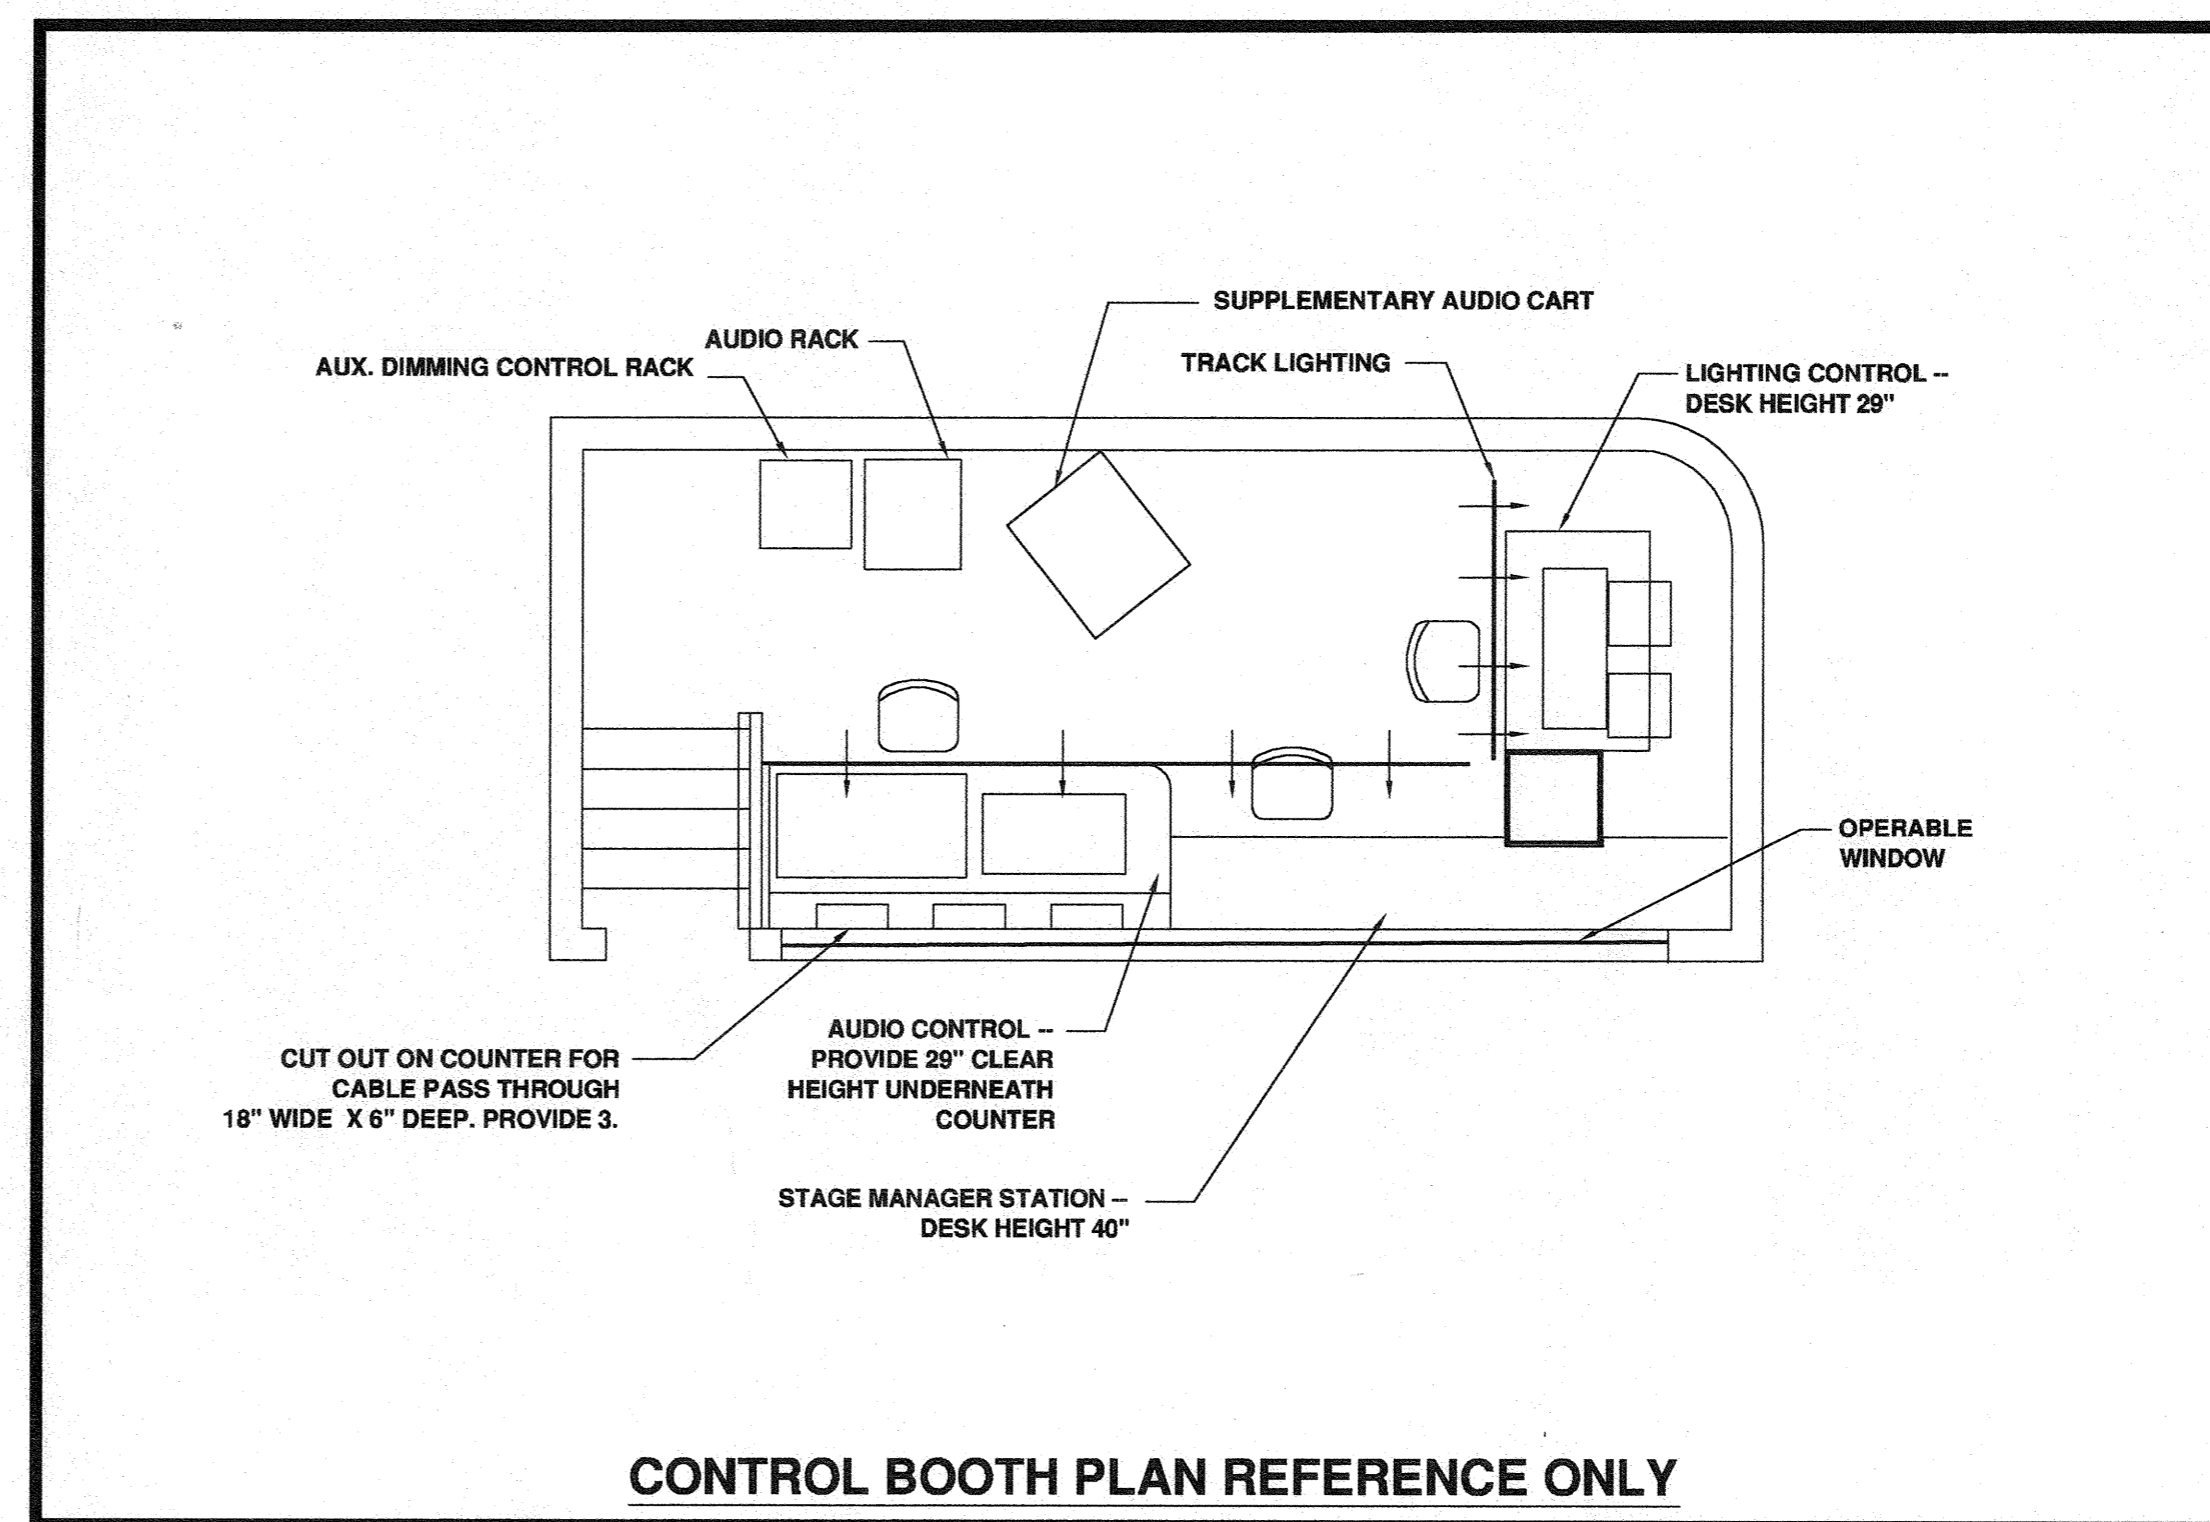 SUPPLEMENTARY AUDIO CART
AUDIO RACK
AUX. DIMMING CONTROL RACK
TRACK LIGHTING
LIGHTING CONTROL --
DESK HEIGHT 29"
OPERABLE
WINDOW
CUT OUT ON COUNTER FOR
CABLE PASS THROUGH
18" WIDE X 6" DEEP. PROVIDE 3.
AUDIO CONTROL --
PROVIDE 29" CLEAR
HEIGHT UNDERNEATH
COUNTER
STAGE MANAGER STATION --
DESK HEIGHT 40"
CONTROL BOOTH PLAN REFERENCE ONLY